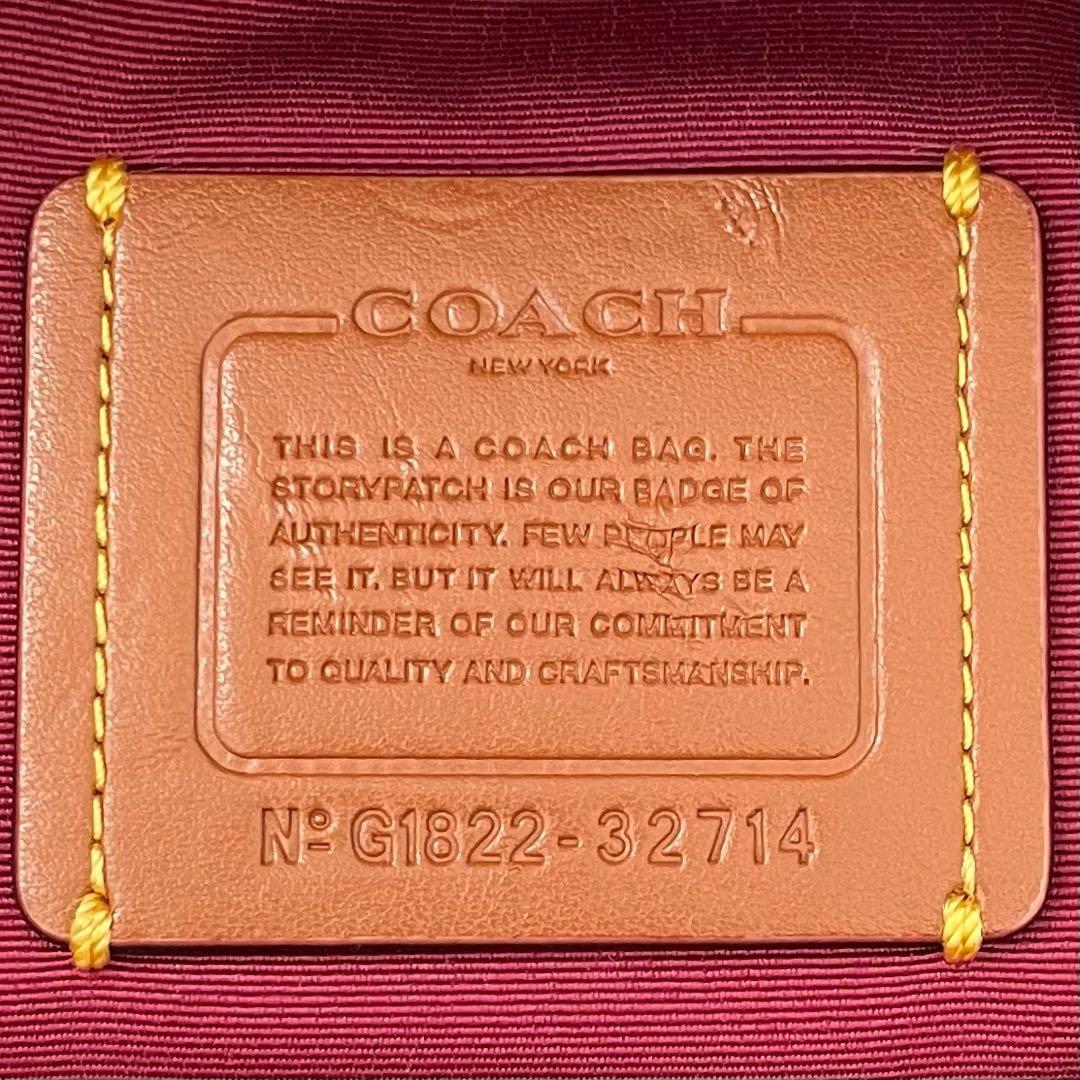 COACH
NEW YORK
THIS IS A COACH BAG. THE
STORYPATCH IS OUR BADGE OF
AUTHENTICITY. FEW PEOPLE MAY
SEE IT. BUT IT WILL ALWAYS BE A
REMINDER OF OUR COMMITMENT
TO QUALITY AND CRAFTSMANSHIP.
Nº G1822-32714